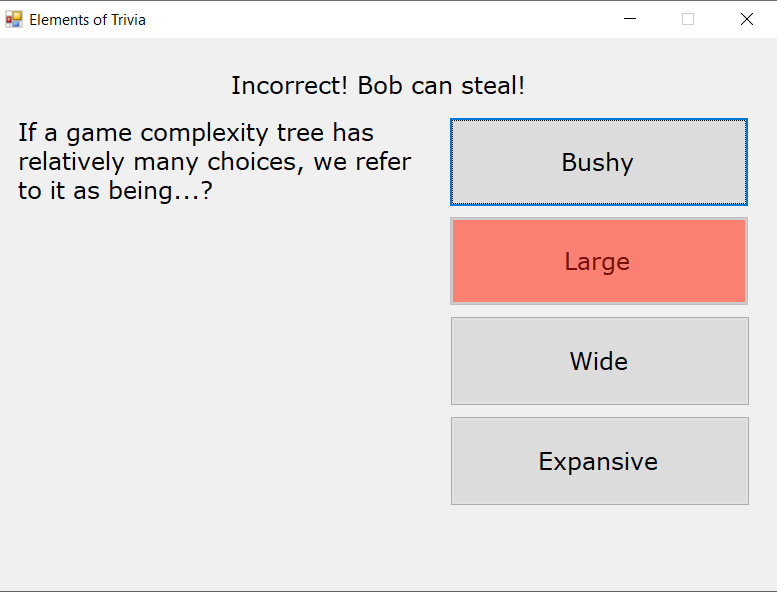 Elements of Trivia
Incorrect! Bob can steal!
If a game complexity tree has
relatively many choices, we refer
to it as being...?
Bushy
Large
Wide
Expansive